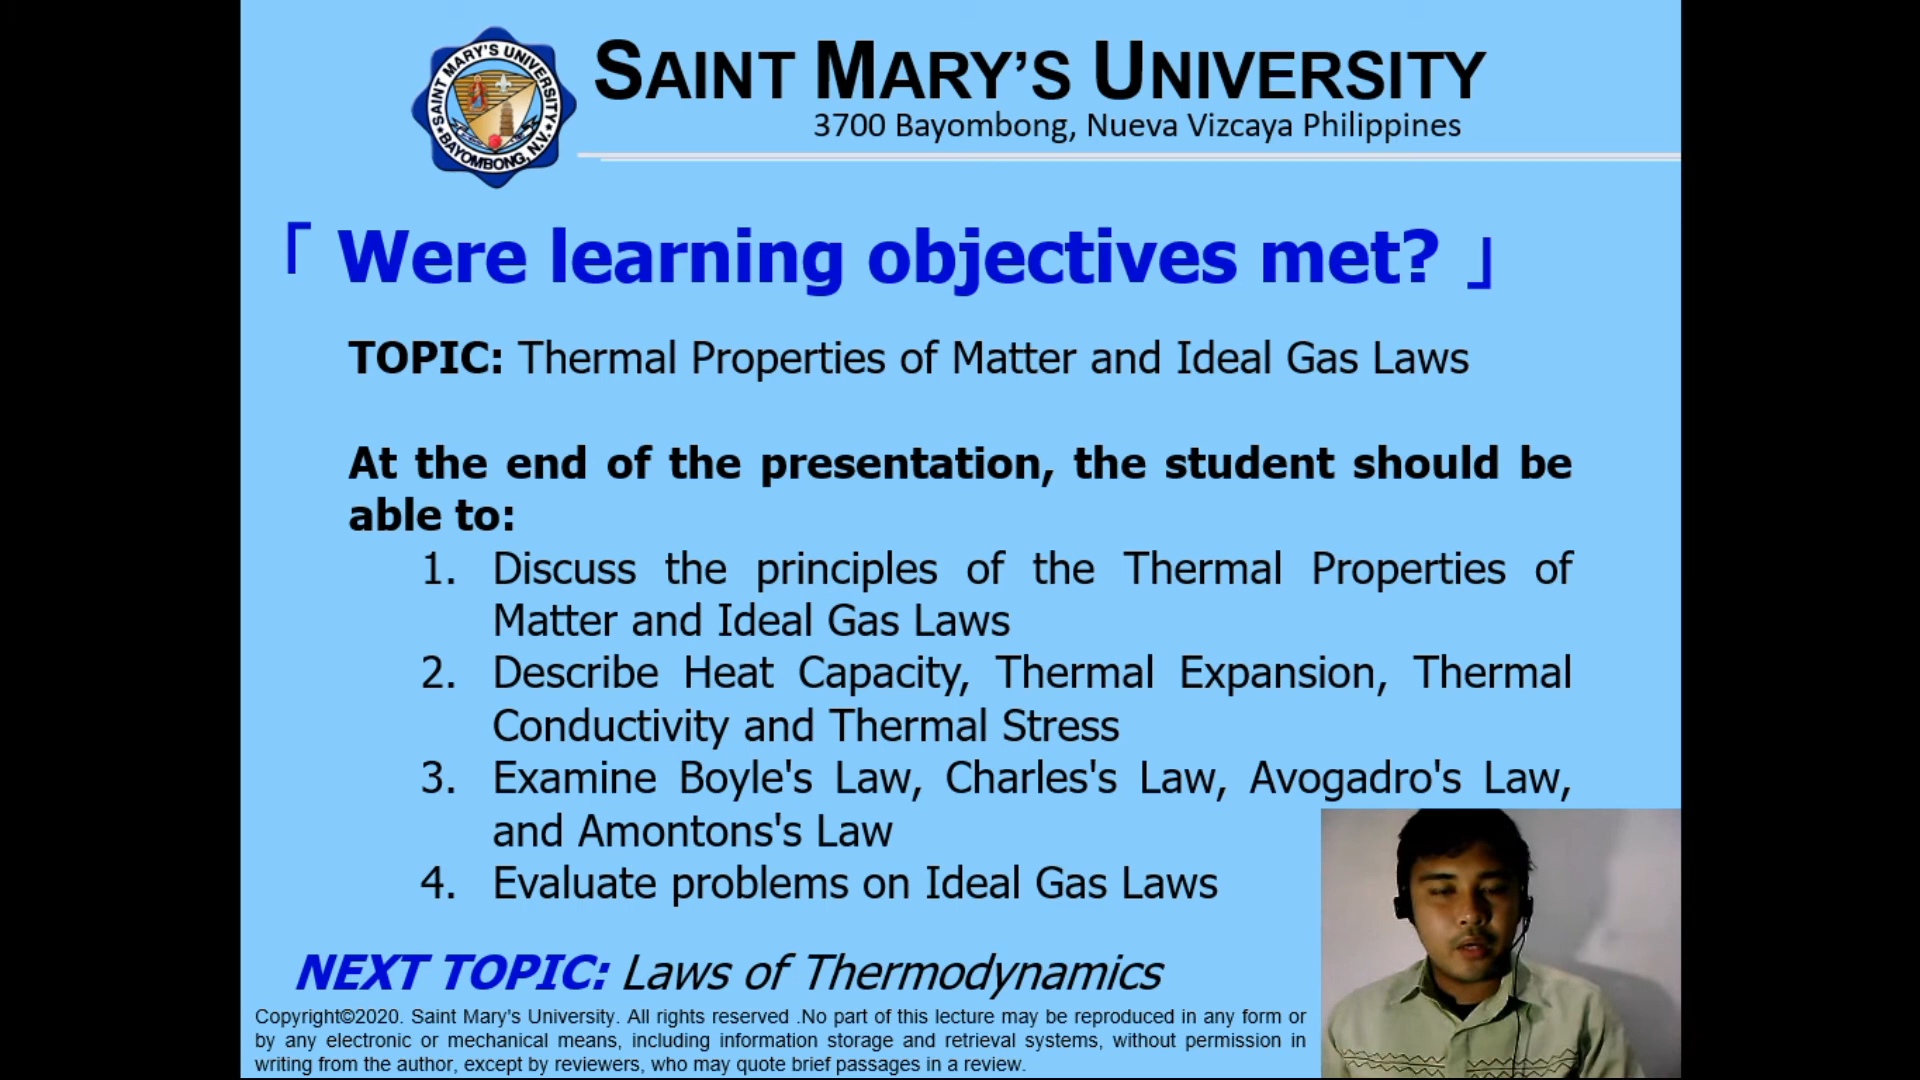 SAINT MARY'S UNIVERSITY
SAINT MARY'S UNIVERSITY
BAYOMBONG, N.V.
3700 Bayombong, Nueva Vizcaya Philippines
「 Were learning objectives met? 」
TOPIC: Thermal Properties of Matter and Ideal Gas Laws
At the end of the presentation, the student should be
able to:
1. Discuss the principles of the Thermal Properties of
Matter and Ideal Gas Laws
2. Describe Heat Capacity, Thermal Expansion, Thermal
Conductivity and Thermal Stress
3. Examine Boyle's Law, Charles's Law, Avogadro's Law,
and Amontons's Law
4. Evaluate problems on Ideal Gas Laws
NEXT TOPIC: Laws of Thermodynamics
Copyright©2020. Saint Mary's University. All rights reserved .No part of this lecture may be reproduced in any form or
by any electronic or mechanical means, including information storage and retrieval systems, without permission in
writing from the author, except by reviewers, who may quote brief passages in a review.